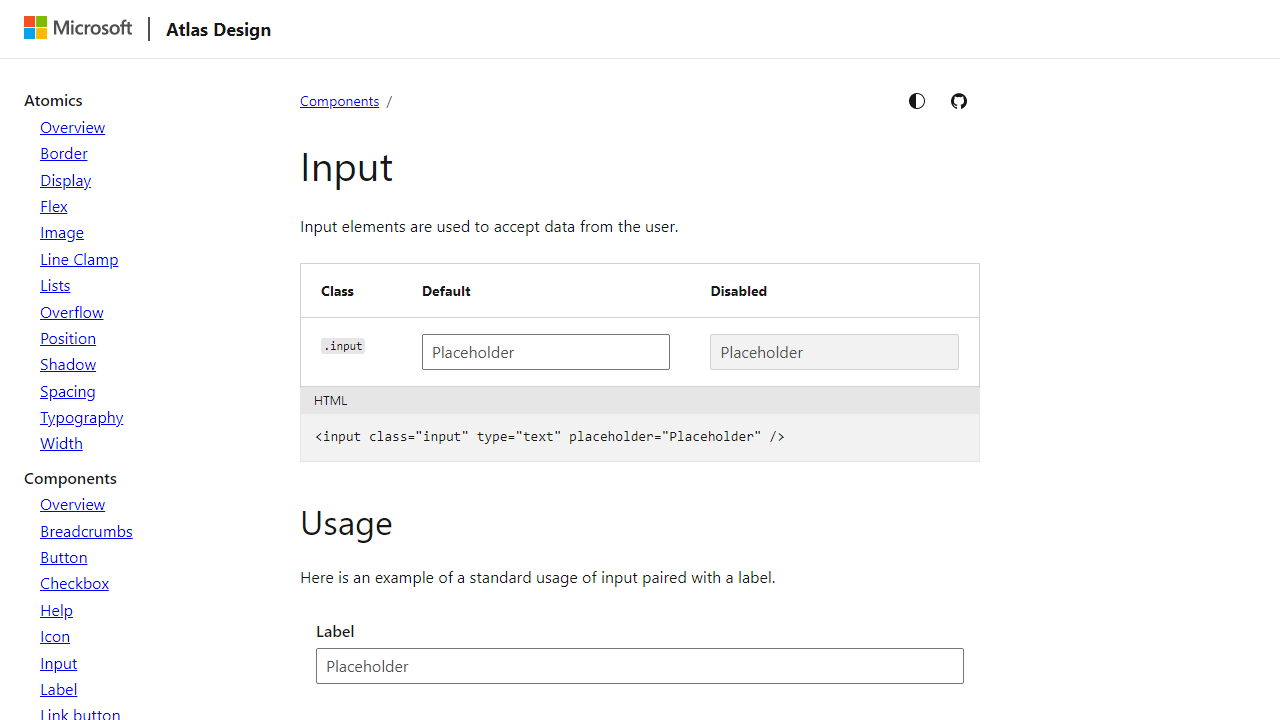 Microsoft | Atlas Design
Atomics
Overview
Border
Display
Flex
Image
Line Clamp
Lists
Overflow
Position
Shadow
Spacing
Typography
Width
Components
Overview
Breadcrumbs
Button
Checkbox
Help
Icon
Input
Label
Link button
Components /
Input
Input elements are used to accept data from the user.
Class Default Disabled
.input Placeholder Placeholder
HTML
<input class="input" type="text" placeholder="Placeholder" />
Usage
Here is an example of a standard usage of input paired with a label.
Label
Placeholder